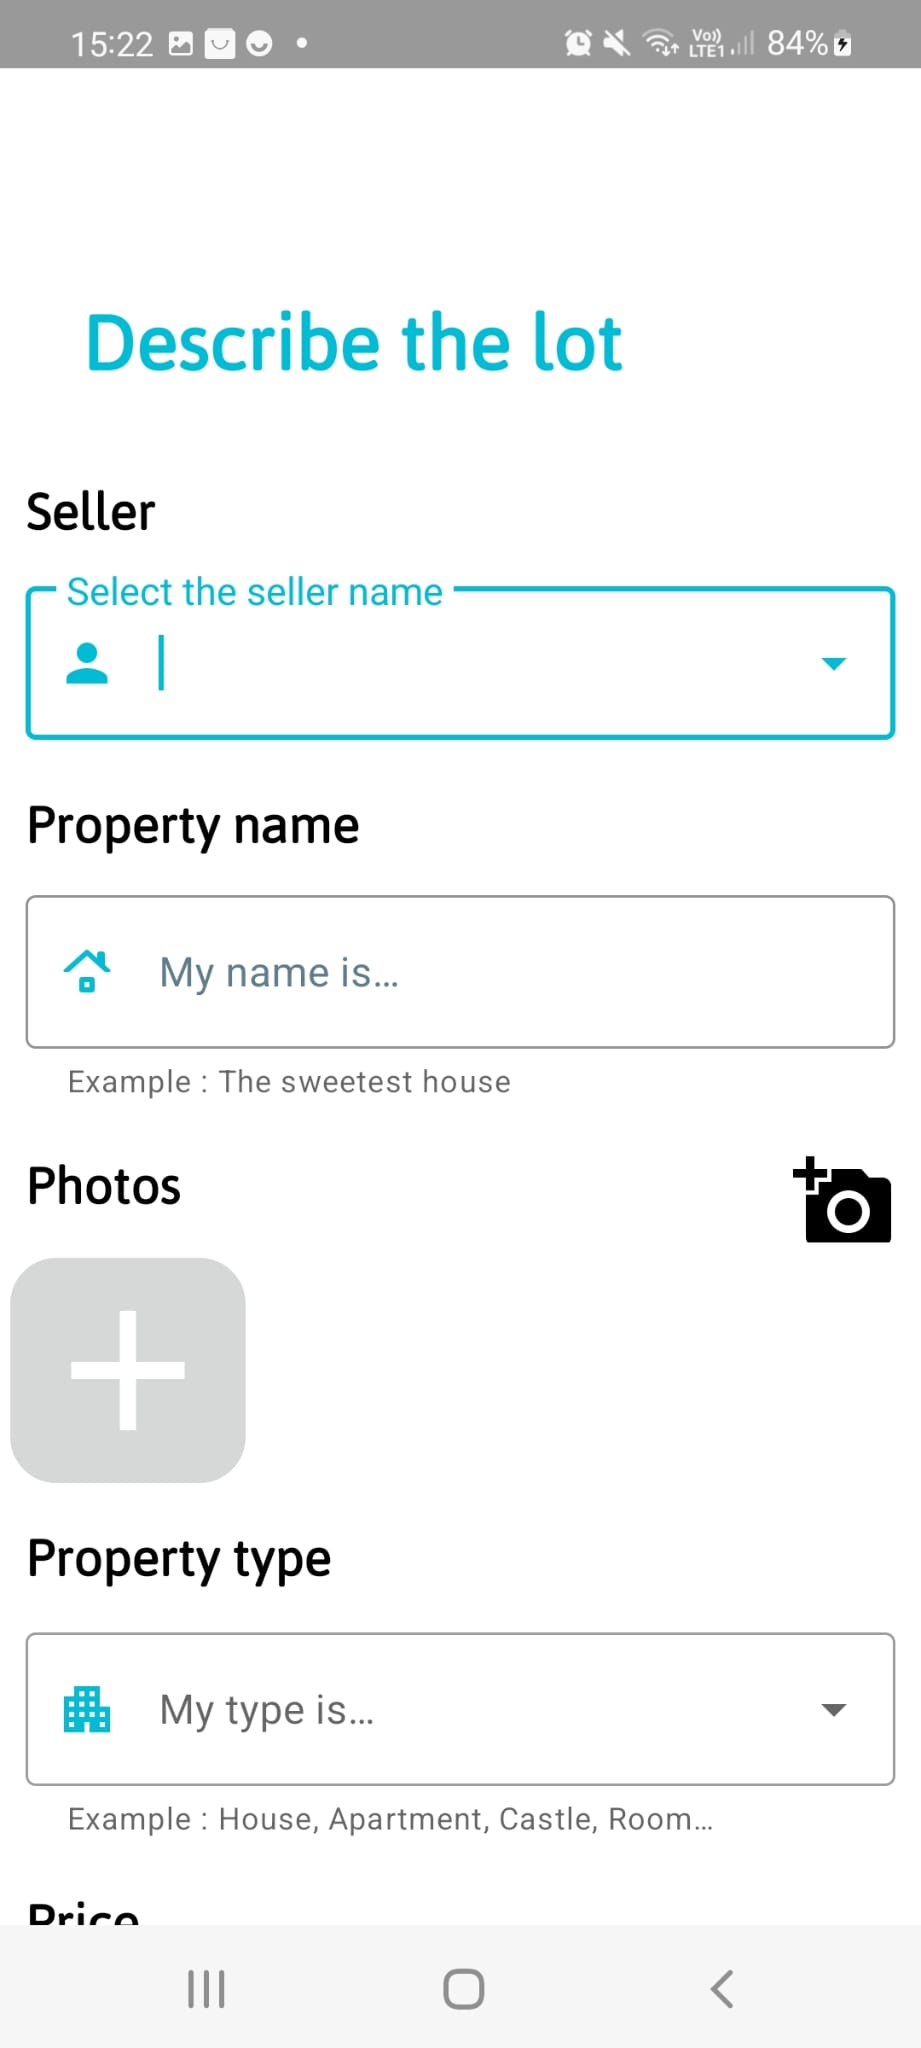 15:22
Vo)) LTE1 84%
Describe the lot
Seller
Select the seller name
Property name
My name is...
Example : The sweetest house
Photos
Property type
My type is...
Example : House, Apartment, Castle, Room...
Price